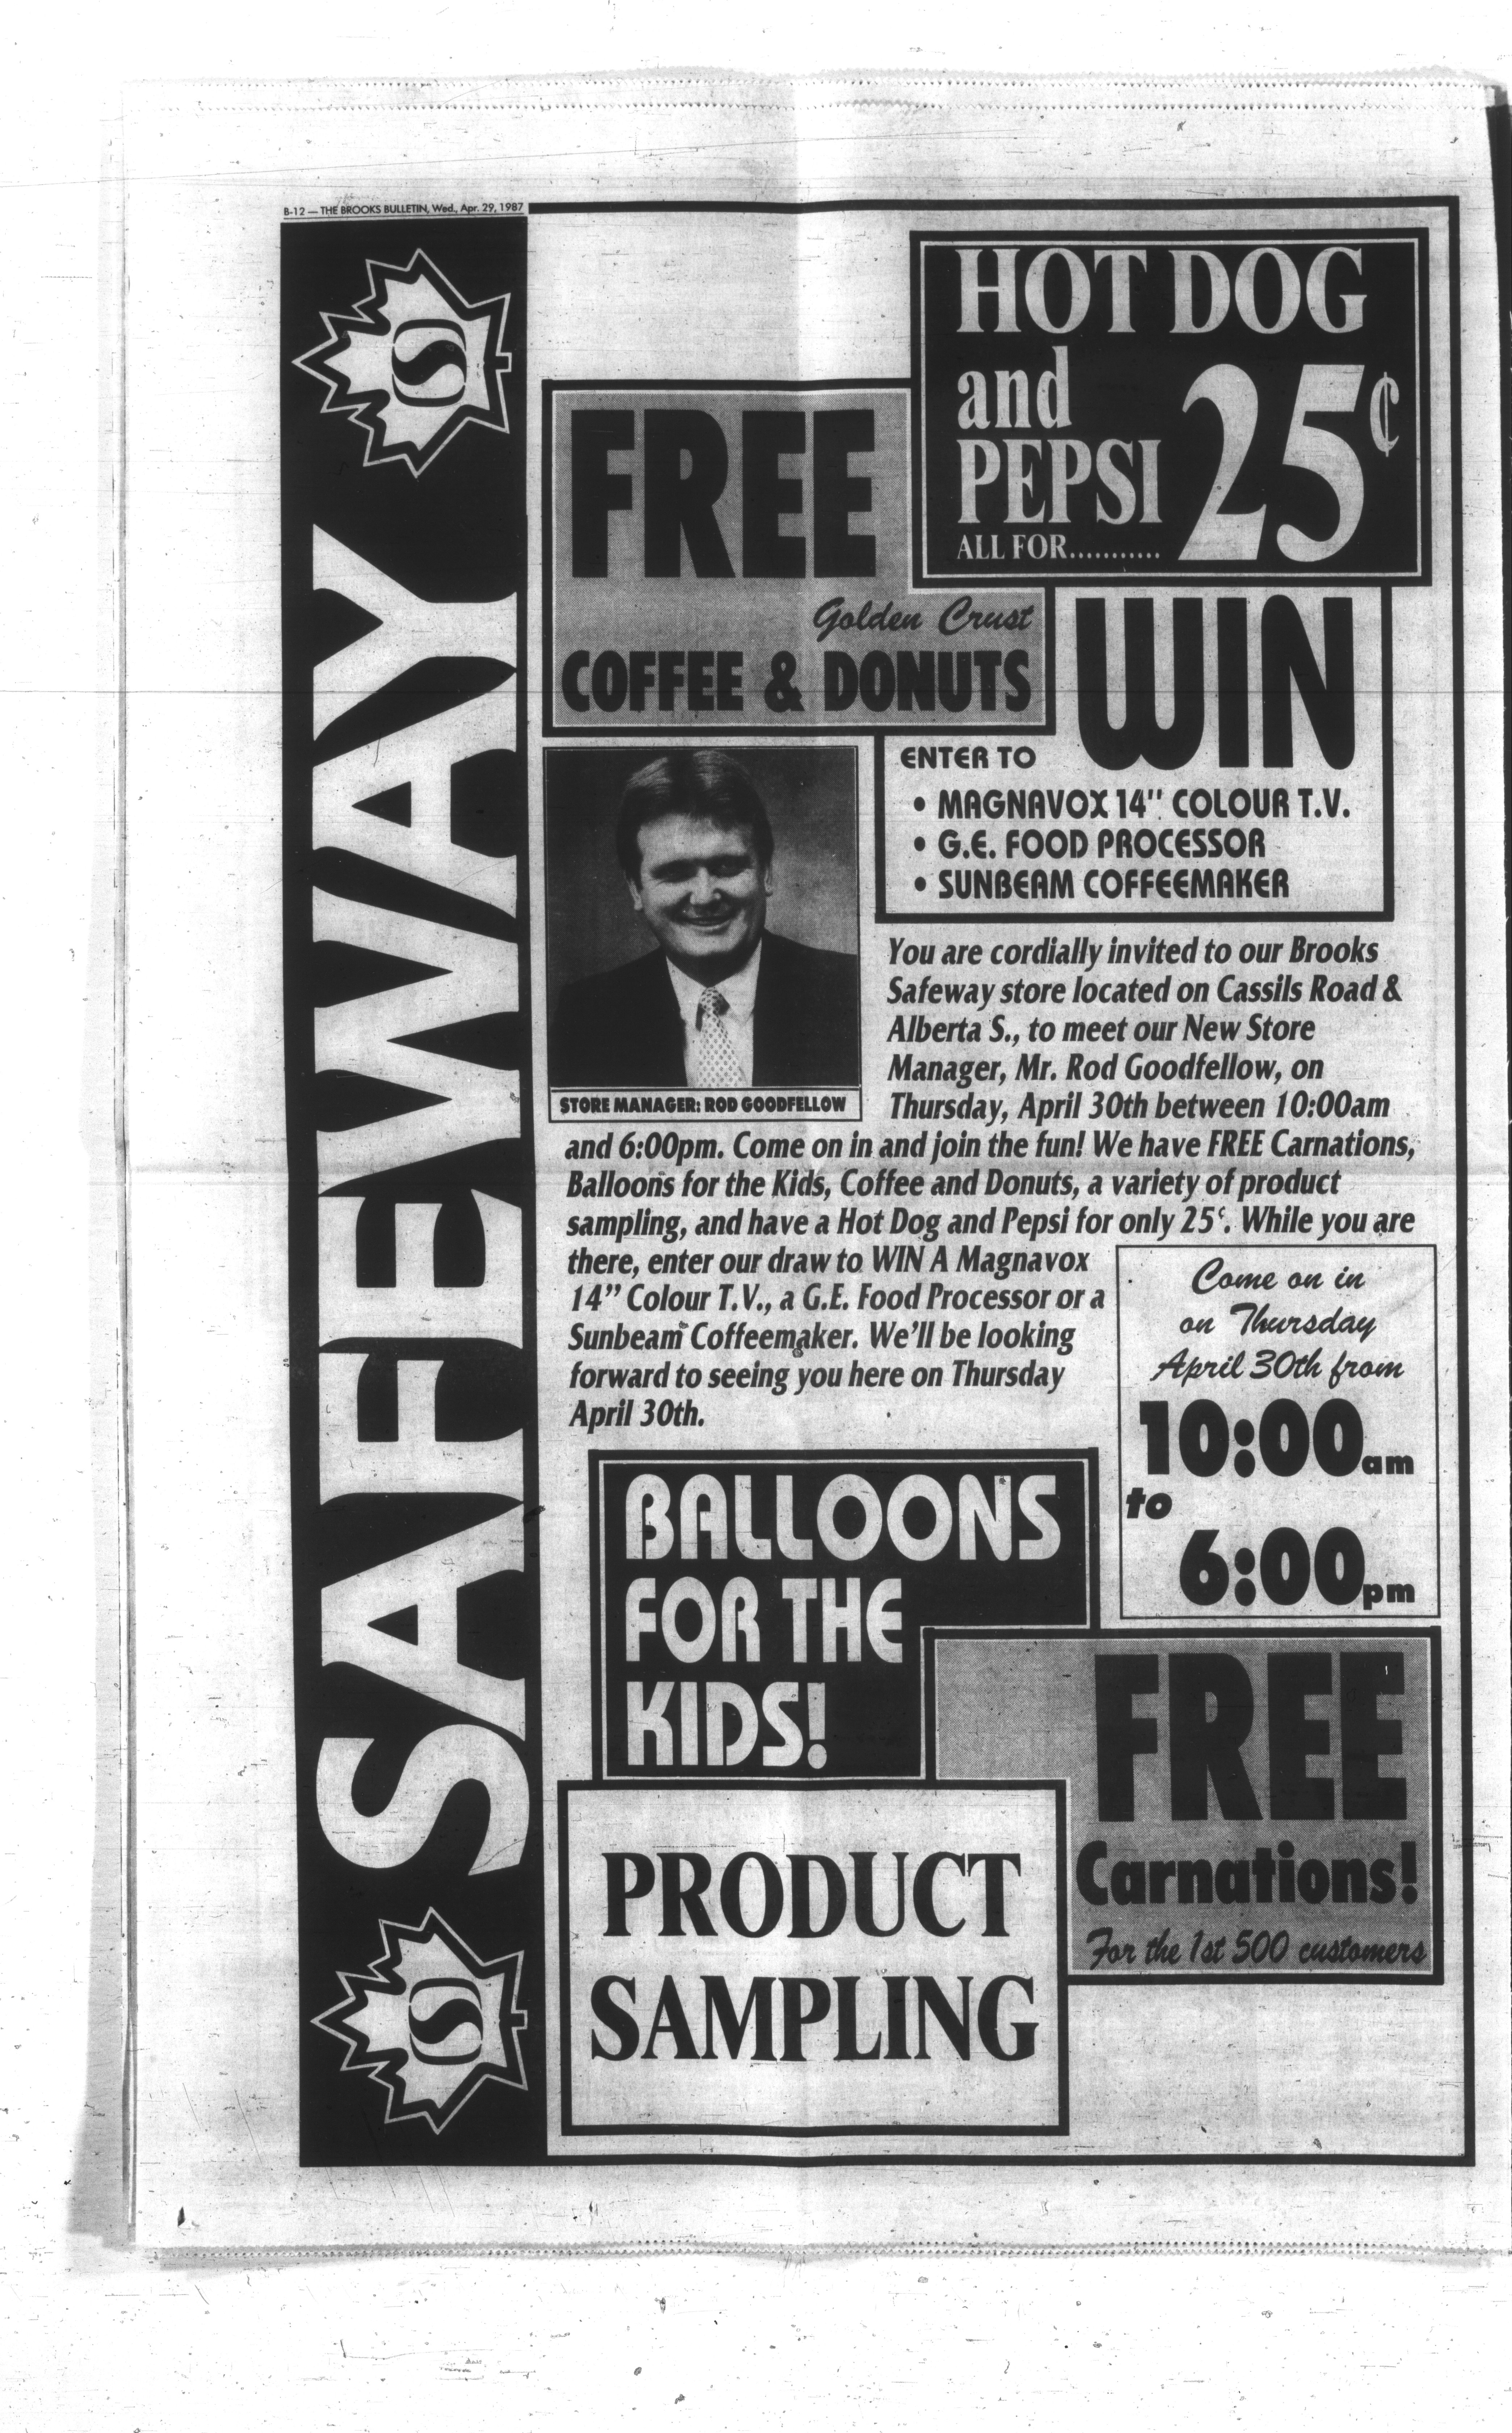 B-12 — THE BROOKS BULLETIN, Wed., Apr. 29, 1987
SAFEWAY
HOT DOG
and
PEPSI
ALL FOR...........
25¢
FREE
Golden Crust
COFFEE & DONUTS
ENTER TO
WIN
• MAGNAVOX 14" COLOUR T.V.
• G.E. FOOD PROCESSOR
• SUNBEAM COFFEEMAKER
STORE MANAGER: ROD GOODFELLOW
You are cordially invited to our Brooks
Safeway store located on Cassils Road &
Alberta S., to meet our New Store
Manager, Mr. Rod Goodfellow, on
Thursday, April 30th between 10:00am
and 6:00pm. Come on in and join the fun! We have FREE Carnations,
Balloons for the Kids, Coffee and Donuts, a variety of product
sampling, and have a Hot Dog and Pepsi for only 25¢. While you are
there, enter our draw to WIN A Magnavox
14" Colour T.V., a G.E. Food Processor or a
Sunbeam Coffeemaker. We'll be looking
forward to seeing you here on Thursday
April 30th.
Come on in
on Thursday
April 30th from
10:00am
to
6:00pm
BALLOONS
FOR THE
KIDS!
FREE
Carnations!
For the 1st 500 customers
PRODUCT
SAMPLING